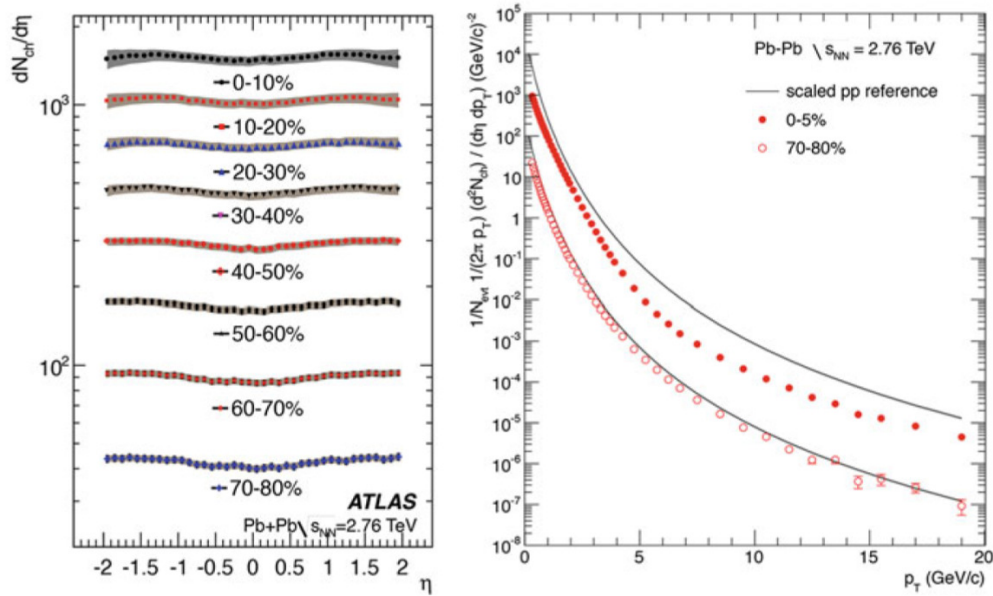 dN_ch/dη
10³
10²
0-10%
10-20%
20-30%
30-40%
40-50%
50-60%
60-70%
70-80%
ATLAS
Pb+Pb\ s_NN=2.76 TeV
-2 -1.5 -1 -0.5 0 0.5 1 1.5 2
η
1/N_evt 1/(2π p_T) (d²N_ch) / (dη dp_T) (GeV/c)⁻²
10⁵
10⁴
10³
10²
10
1
10⁻¹
10⁻²
10⁻³
10⁻⁴
10⁻⁵
10⁻⁶
10⁻⁷
10⁻⁸
Pb-Pb \ s_NN = 2.76 TeV
scaled pp reference
0-5%
70-80%
0 5 10 15 20
p_T (GeV/c)